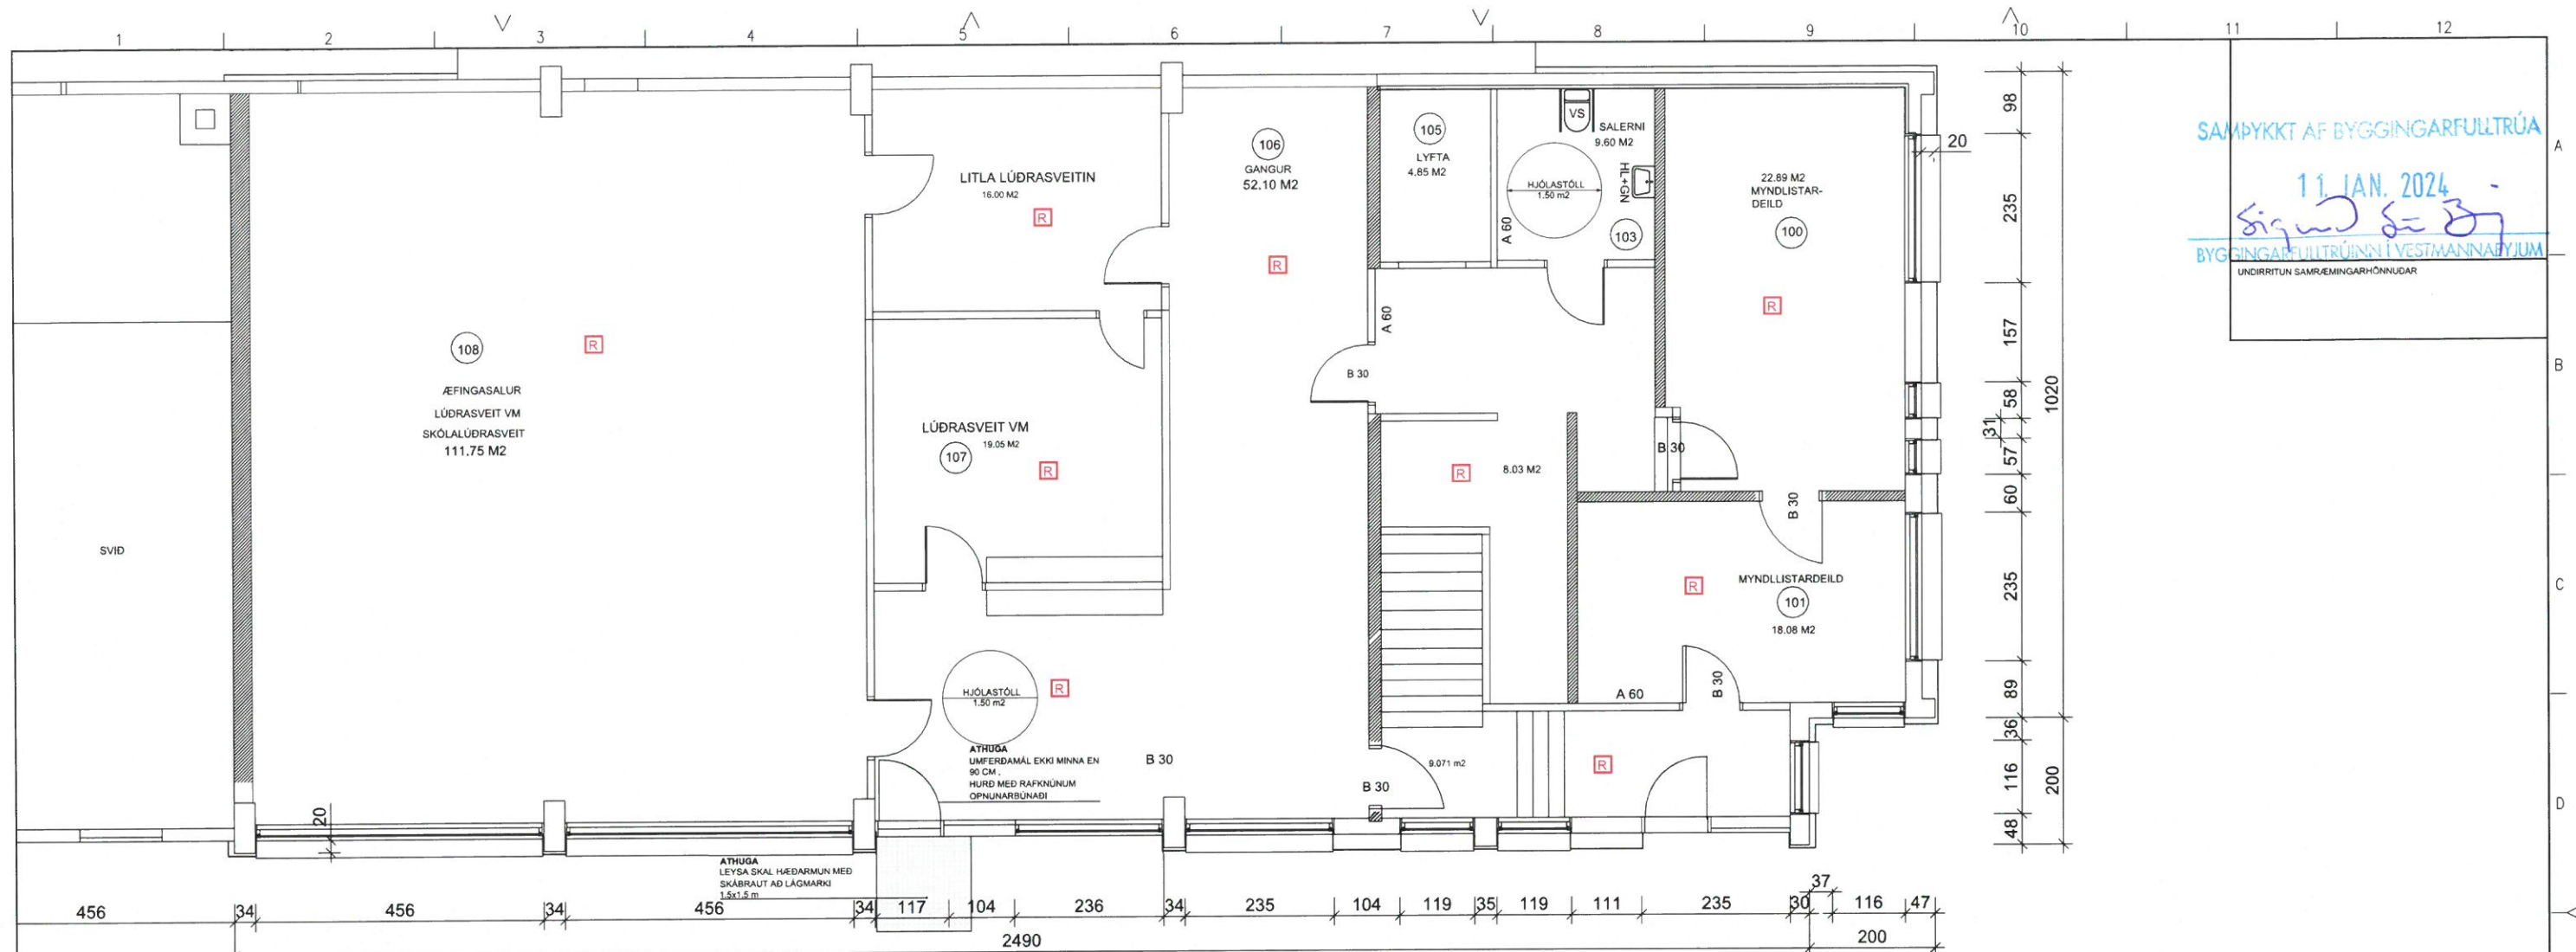 1 2 3 4 5 6 7 8 9 10 11 12
A
B
C
D
SAMÞYKKT AF BYGGINGARFULLTRÚA
11. JAN. 2024
BYGGINGARFULLTRÚINN Í VESTMANNAEYJUM
UNDIRRITUN SAMRÆMINGARHÖNNUÐAR
SVIÐ
108
ÆFINGASALUR
LÚÐRASVEIT VM
SKÓLALÚÐRASVEIT
111.75 M2
R
LITLA LÚÐRASVEITIN
16.00 M2
R
LÚÐRASVEIT VM
19.05 M2
107
R
HJÓLASTÓLL
1.50 m2
R
ATHUGA
UMFERÐAMÁL EKKI MINNA EN
90 CM .
HURÐ MEÐ RAFKNÚNUM
OPNUNARBÚNAÐI
B 30
106
GANGUR
52.10 M2
R
105
LYFTA
4.85 M2
VS
SALERNI
9.60 M2
HJÓLASTÓLL
1.50 m2
HL+GN
103
A 60
A 60
B 30
R
8.03 M2
22.89 M2
MYNDLISTAR-
DEILD
100
R
B 30
B 30
MYNDLLISTARDEILD
101
18.08 M2
R
A 60
B 30
9.071 m2
B 30
R
20
98
235
157
58
31
57
60
235
89
36
116
48
1020
200
20
ATHUGA
LEYSA SKAL HÆÐARMUN MEÐ
SKÁBRAUT AÐ LÁGMARKI
1.5x1.5 m
456 34 456 34 456 34 117 104 236 34 235 104 119 35 119 111 235 30 37 116 47
2490 200